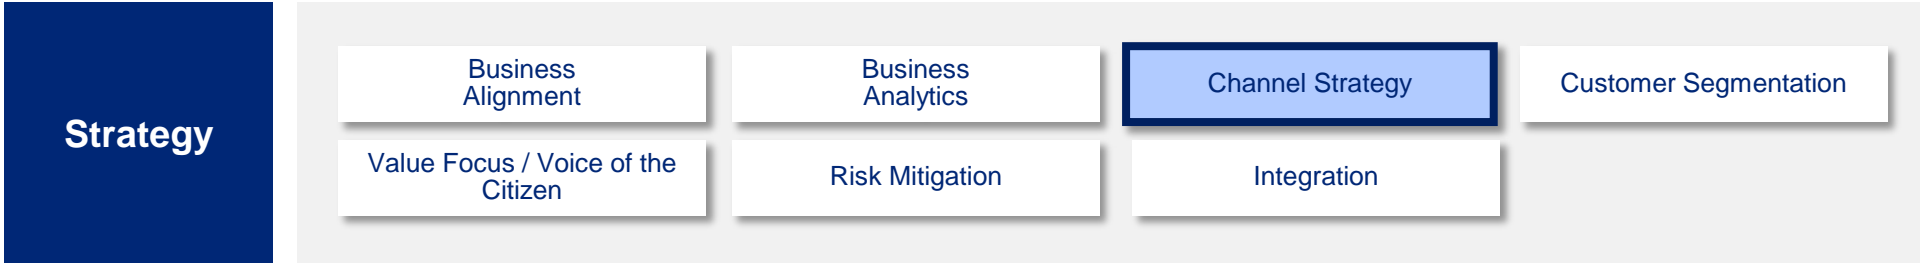 Strategy
Business
Alignment
Business
Analytics
Channel Strategy
Customer Segmentation
Value Focus / Voice of the
Citizen
Risk Mitigation
Integration